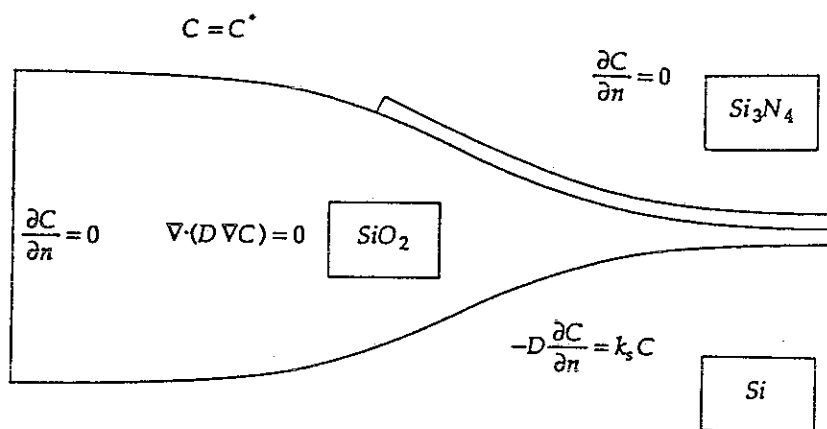 C = C*
∂C/∂n = 0
Si₃N₄
∂C/∂n = 0
∇·(D ∇C) = 0
SiO₂
−D ∂C/∂n = kₛC
Si